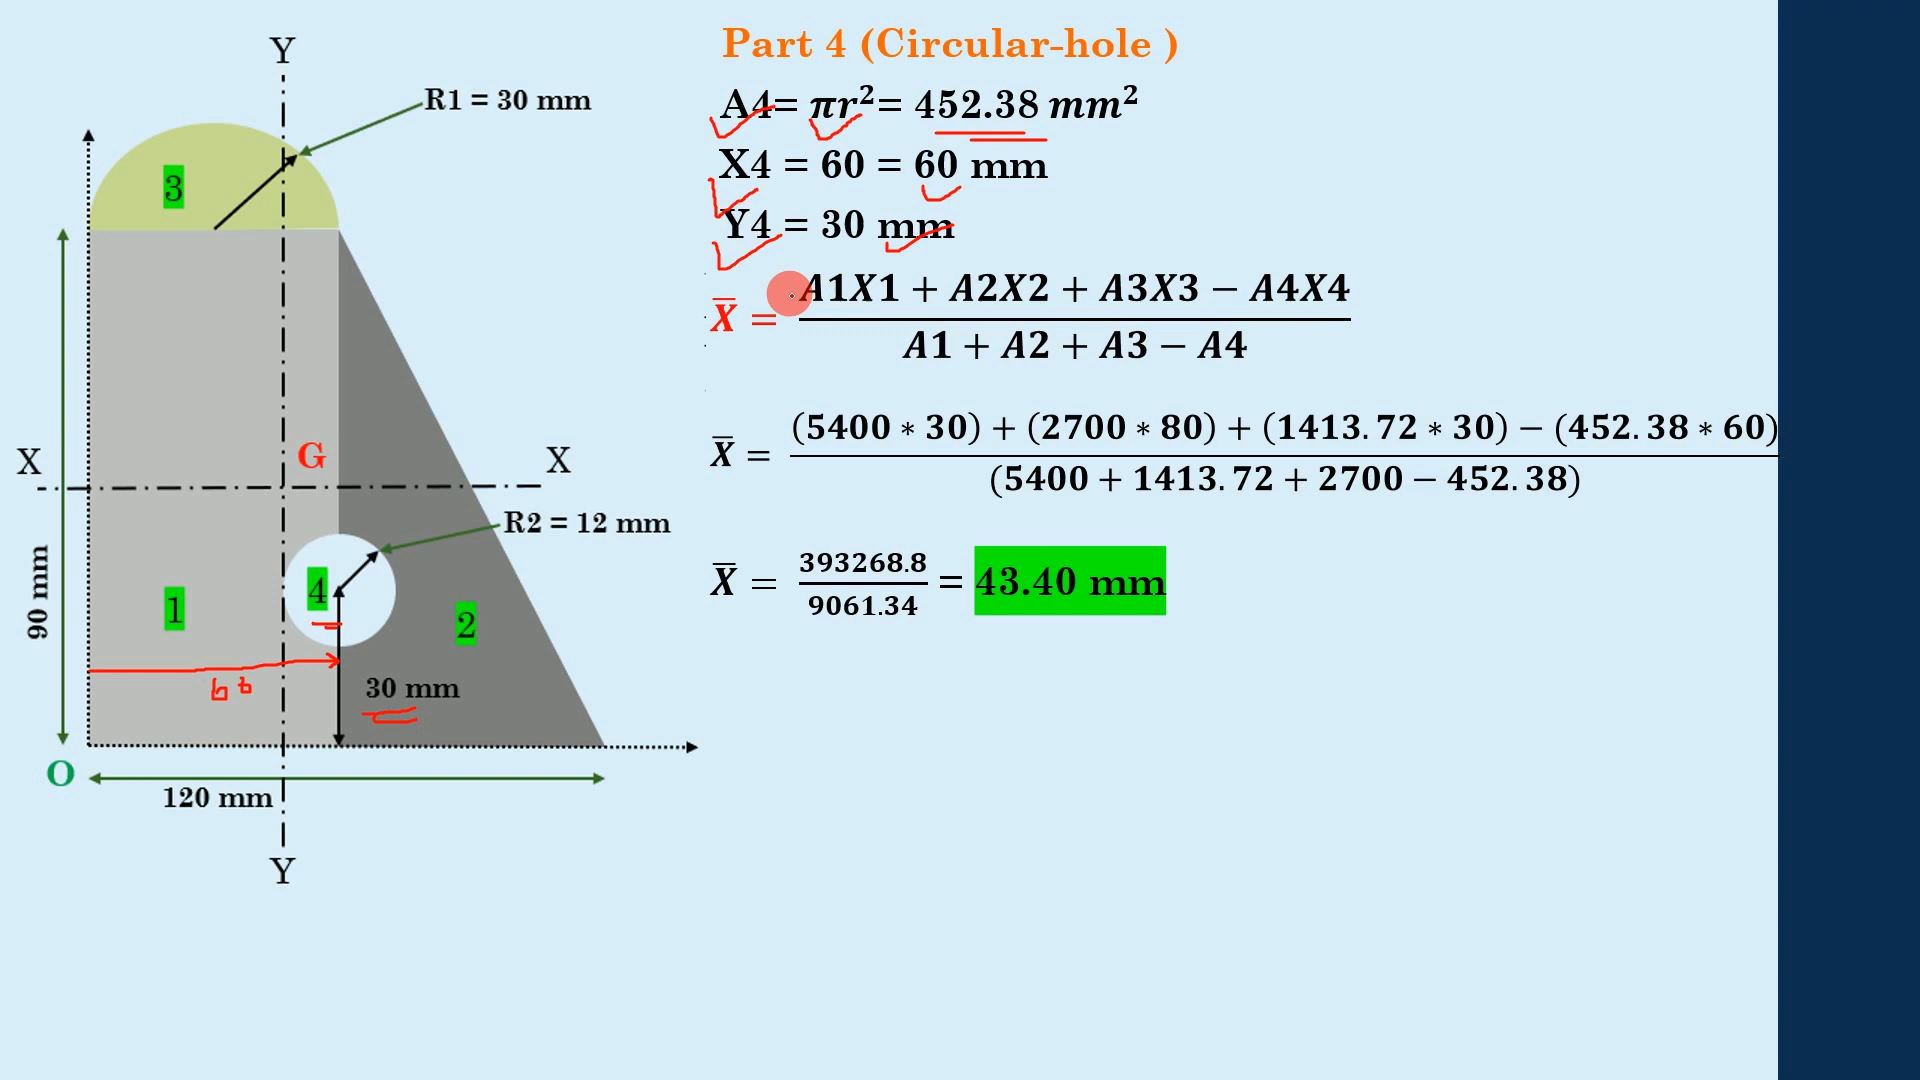 Y
R1 = 30 mm
3
X
G
X
R2 = 12 mm
4
1
2
90 mm
60
30 mm
O
120 mm
Y
Part 4 (Circular-hole )
A4= πr²= 452.38 mm²
X4 = 60 = 60 mm
Y4 = 30 mm
X̅ = (A1X1 + A2X2 + A3X3 − A4X4) / (A1 + A2 + A3 − A4)
X̅ = ((5400 ∗ 30) + (2700 ∗ 80) + (1413.72 ∗ 30) − (452.38 ∗ 60)) / (5400 + 1413.72 + 2700 − 452.38)
X̅ = 393268.8 / 9061.34 = 43.40 mm